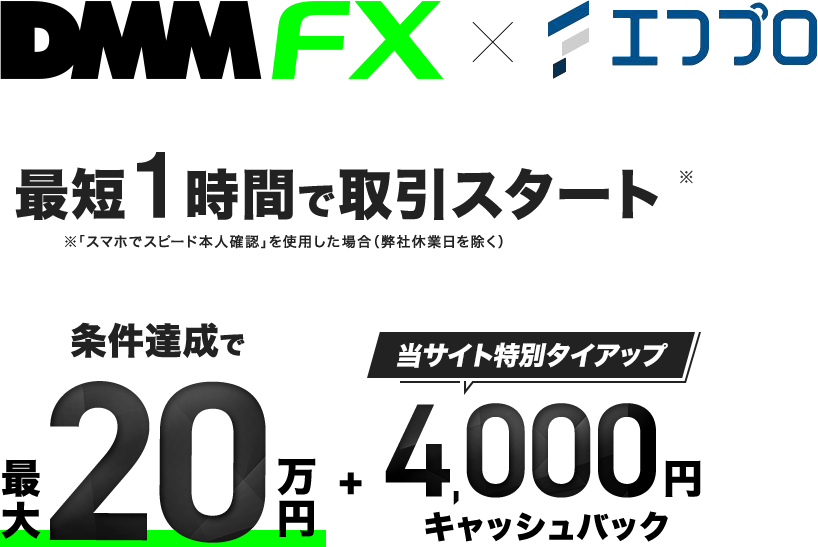 DMM FX × エフプロ
最短1時間で取引スタート ※
※「スマホでスピード本人確認」を使用した場合（弊社休業日を除く）
条件達成で
当サイト特別タイアップ
最大20万円 + 4,000円
キャッシュバック